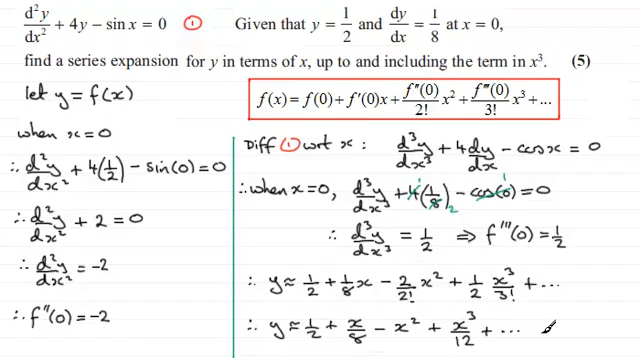 d²y/dx² + 4y − sin x = 0 ① Given that y = 1/2 and dy/dx = 1/8 at x = 0,
find a series expansion for y in terms of x, up to and including the term in x³. (5)
let y = f(x)
f(x) = f(0) + f'(0)x + f''(0)/2! x² + f'''(0)/3! x³ + ...
when x = 0
∴ d²y/dx² + 4(1/2) − sin(0) = 0
∴ d²y/dx² + 2 = 0
∴ d²y/dx² = −2
∴ f''(0) = −2
Diff ① wrt x : d³y/dx³ + 4dy/dx − cos x = 0
∴ when x = 0, d³y/dx³ + 4(1/8) − cos(0) = 0
1 2 1
∴ d³y/dx³ = 1/2 ⇒ f'''(0) = 1/2
∴ y ≈ 1/2 + 1/8 x − 2/2! x² + 1/2 x³/3! + ...
∴ y ≈ 1/2 + x/8 − x² + x³/12 + ...